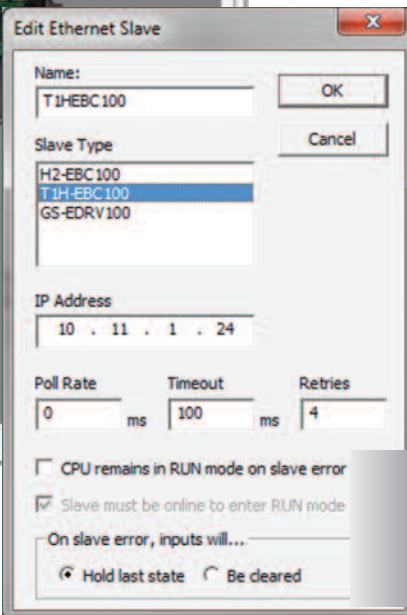 Edit Ethernet Slave
Name:
T1HEBC100
OK
Cancel
Slave Type
H2-EBC100
T1H-EBC100
GS-EDRV100
IP Address
10 . 11 . 1 . 24
Poll Rate Timeout Retries
0 ms 100 ms 4
CPU remains in RUN mode on slave error
Slave must be online to enter RUN mode
On slave error, inputs will...
Hold last state Be cleared